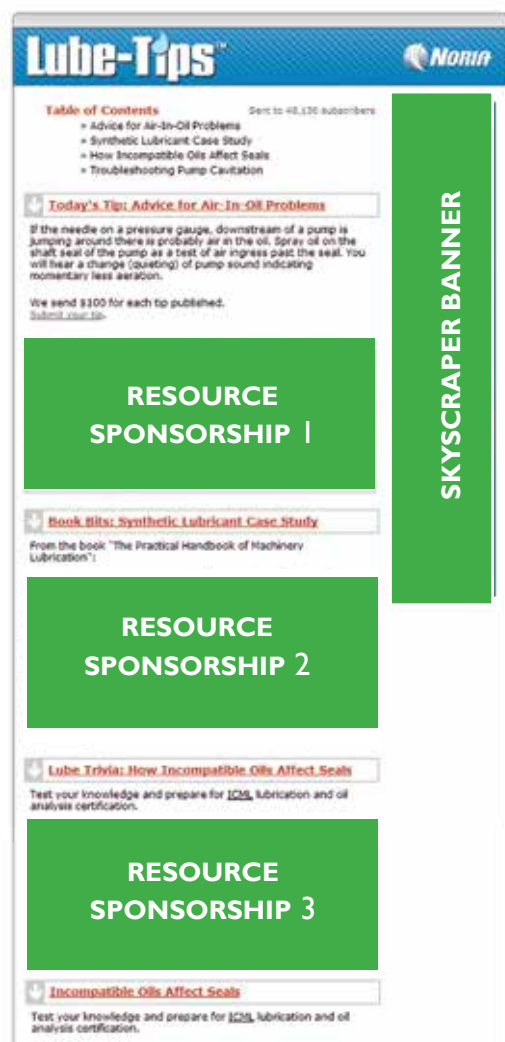 Lube-Tips™
NORIA
Table of Contents
Sent to 48,130 subscribers
» Advice for Air-In-Oil Problems
» Synthetic Lubricant Case Study
» How Incompatible Oils Affect Seals
» Troubleshooting Pump Cavitation
Today's Tip: Advice for Air-In-Oil Problems
If the needle on a pressure gauge, downstream of a pump is
jumping around there is probably air in the oil. Spray oil on the
shaft seal of the pump as a test of air ingress past the seal. You
will hear a change (quieting) of pump sound indicating
momentary less aeration.
We send $100 for each tip published.
Submit your tip.
RESOURCE
SPONSORSHIP 1
SKYSCRAPER BANNER
Book Bits: Synthetic Lubricant Case Study
From the book "The Practical Handbook of Machinery
Lubrication":
RESOURCE
SPONSORSHIP 2
Lube Trivia: How Incompatible Oils Affect Seals
Test your knowledge and prepare for ICML lubrication and oil
analysis certification.
RESOURCE
SPONSORSHIP 3
Incompatible Oils Affect Seals
Test your knowledge and prepare for ICML lubrication and oil
analysis certification.